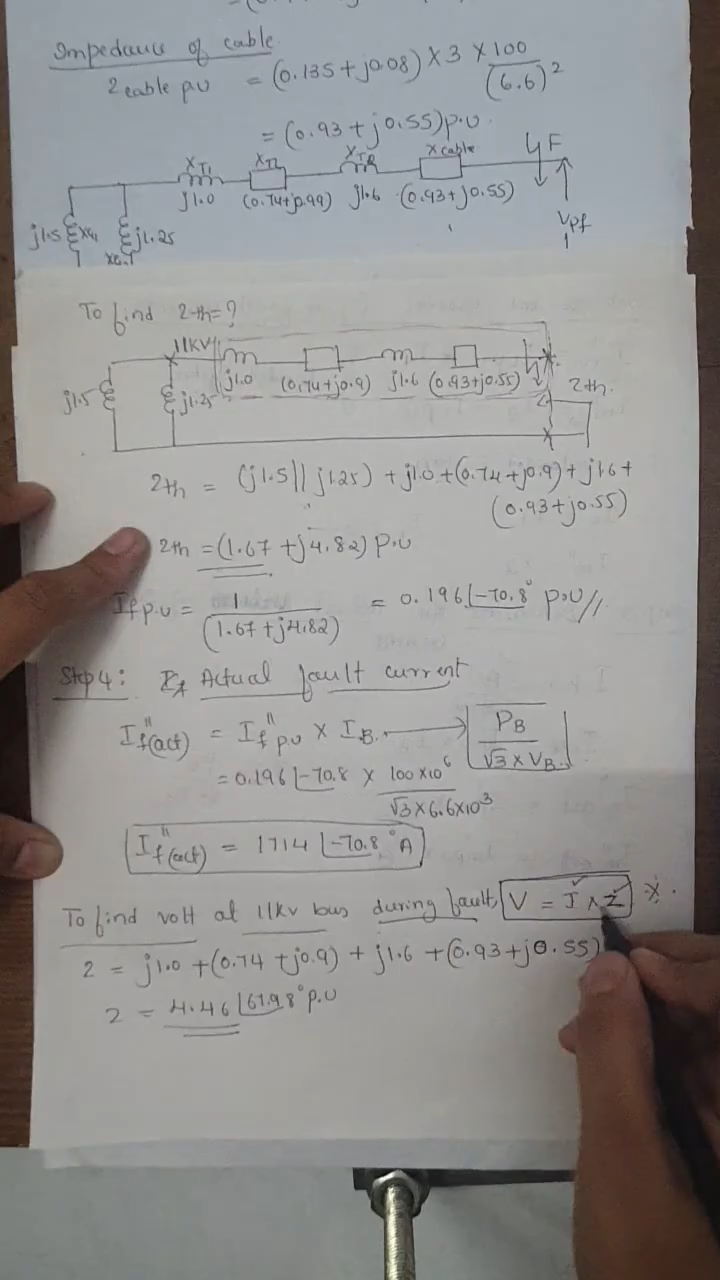 Impedance of cable
Zcable p.u = (0.135 + j0.08) × 3 × 100 / (6.6)²
= (0.93 + j0.55) p.u.
XT1 XTL XT2 Xcable F
j1.0 (0.74+j0.99) j1.6 (0.93+j0.55)
j1.5 j1.25
Vpf
To find Zth = ?
11KV
j1.0 (0.74+j0.9) j1.6 (0.93+j0.55)
j1.5 j1.25 Zth.
Zth = (j1.5 || j1.25) + j1.0 + (0.74 + j0.9) + j1.6 +
(0.93 + j0.55)
Zth = (1.67 + j4.82) p.u
If p.u = 1 / (1.67 + j4.82) = 0.196 ∠-70.8° p.u //
Step 4: Actual fault current
If"(act) = If" p.u × IB. → PB / √3 × VB.
= 0.196 ∠-70.8 × 100×10⁶ / √3 × 6.6×10³
If"(act) = 1714 ∠-70.8° A
To find volt at 11kv bus during fault, V = I × Z
Z = j1.0 + (0.74 + j0.9) + j1.6 + (0.93 + j0.55)
Z = 4.46 ∠67.98° p.u